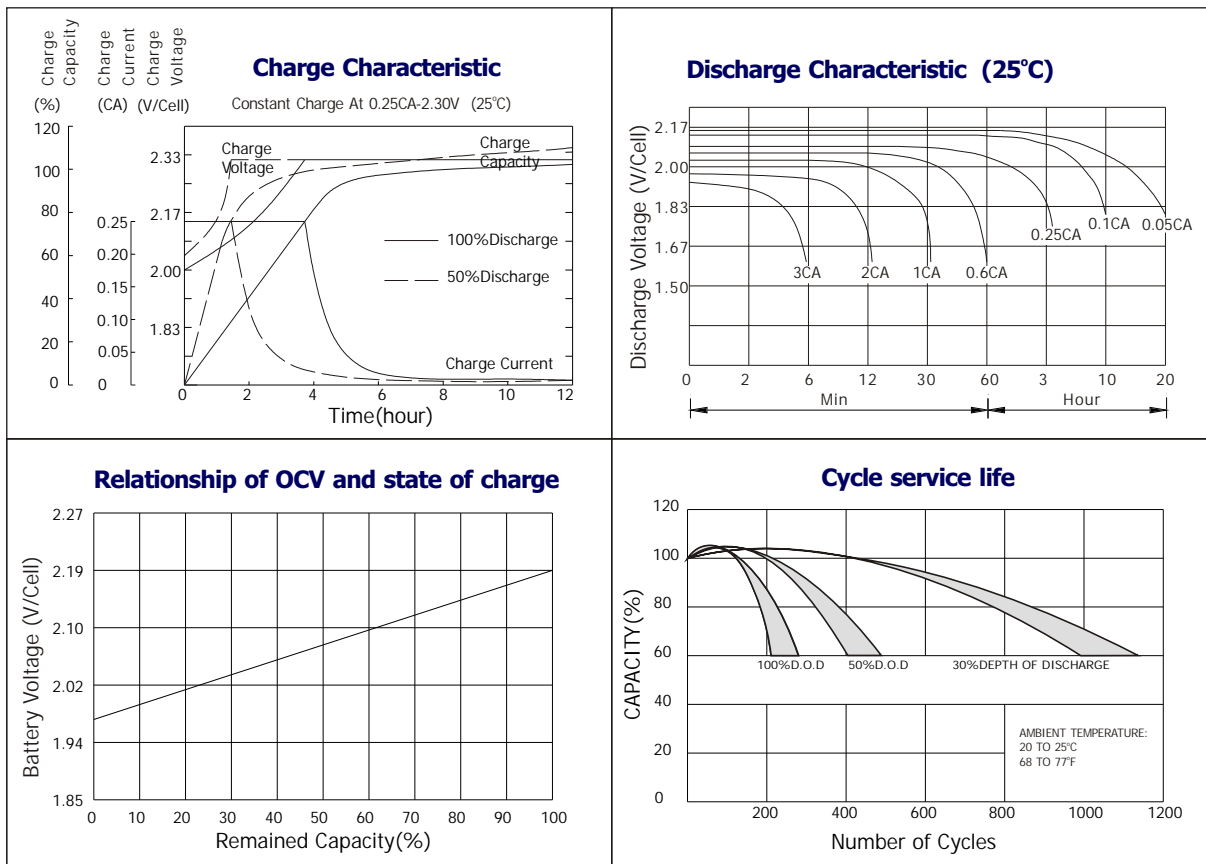 Charge Capacity
Charge Current
Charge Voltage
Charge Characteristic
(%)
(CA)
(V/Cell)
Constant Charge At 0.25CA-2.30V (25°C)
120
100
80
60
40
20
0
0.25
0.20
0.15
0.10
0.05
0
2.33
2.17
2.00
1.83
Charge Voltage
Charge Capacity
100%Discharge
50%Discharge
Charge Current
0 2 4 6 8 10 12
Time(hour)
Discharge Characteristic (25°C)
Discharge Voltage (V/Cell)
2.17
2.00
1.83
1.67
1.50
3CA
2CA
1CA
0.6CA
0.25CA
0.1CA
0.05CA
0 2 6 12 30 60 3 10 20
Min
Hour
Relationship of OCV and state of charge
Battery Voltage (V/Cell)
2.27
2.19
2.10
2.02
1.94
1.85
0 10 20 30 40 50 60 70 80 90 100
Remained Capacity(%)
Cycle service life
CAPACITY(%)
120
100
80
60
40
20
0
100%D.O.D
50%D.O.D
30%DEPTH OF DISCHARGE
AMBIENT TEMPERATURE:
20 TO 25°C
68 TO 77°F
200 400 600 800 1000 1200
Number of Cycles